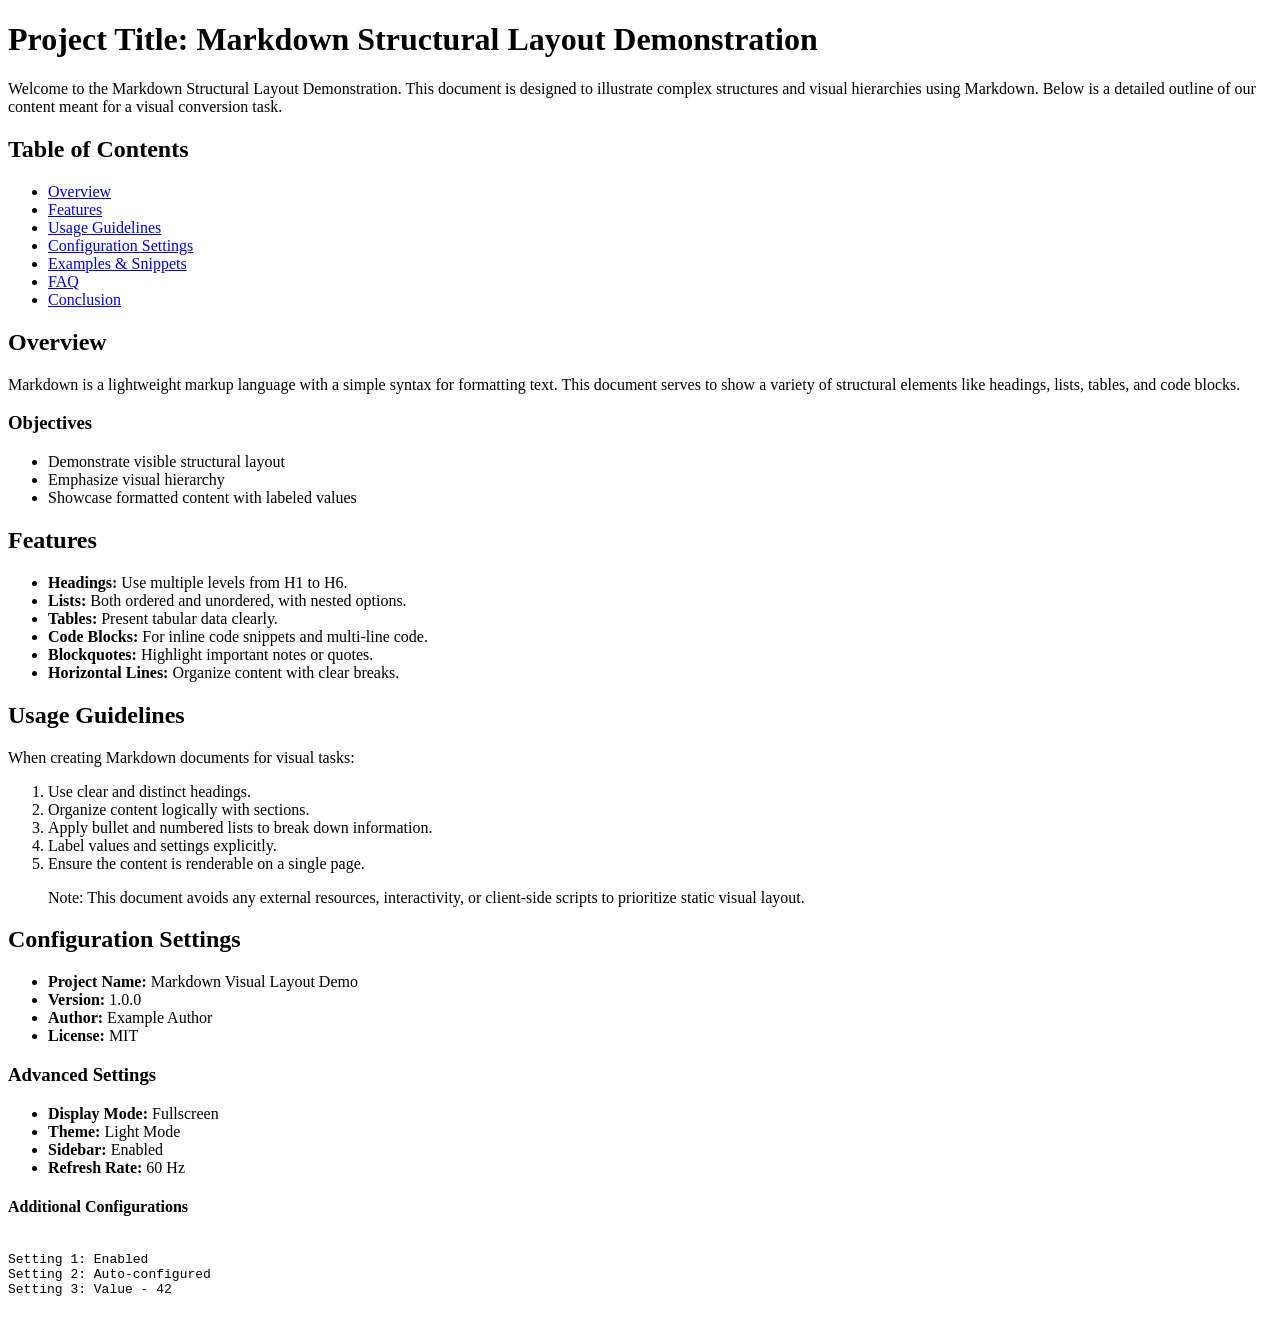 Project Title: Markdown Structural Layout Demonstration
Welcome to the Markdown Structural Layout Demonstration. This document is designed to illustrate complex structures and visual hierarchies using Markdown. Below is a detailed outline of our
content meant for a visual conversion task.
Table of Contents
• Overview
• Features
• Usage Guidelines
• Configuration Settings
• Examples & Snippets
• FAQ
• Conclusion
Overview
Markdown is a lightweight markup language with a simple syntax for formatting text. This document serves to show a variety of structural elements like headings, lists, tables, and code blocks.
Objectives
• Demonstrate visible structural layout
• Emphasize visual hierarchy
• Showcase formatted content with labeled values
Features
• Headings: Use multiple levels from H1 to H6.
• Lists: Both ordered and unordered, with nested options.
• Tables: Present tabular data clearly.
• Code Blocks: For inline code snippets and multi-line code.
• Blockquotes: Highlight important notes or quotes.
• Horizontal Lines: Organize content with clear breaks.
Usage Guidelines
When creating Markdown documents for visual tasks:
1. Use clear and distinct headings.
2. Organize content logically with sections.
3. Apply bullet and numbered lists to break down information.
4. Label values and settings explicitly.
5. Ensure the content is renderable on a single page.
Note: This document avoids any external resources, interactivity, or client-side scripts to prioritize static visual layout.
Configuration Settings
• Project Name: Markdown Visual Layout Demo
• Version: 1.0.0
• Author: Example Author
• License: MIT
Advanced Settings
• Display Mode: Fullscreen
• Theme: Light Mode
• Sidebar: Enabled
• Refresh Rate: 60 Hz
Additional Configurations
Setting 1: Enabled
Setting 2: Auto-configured
Setting 3: Value - 42